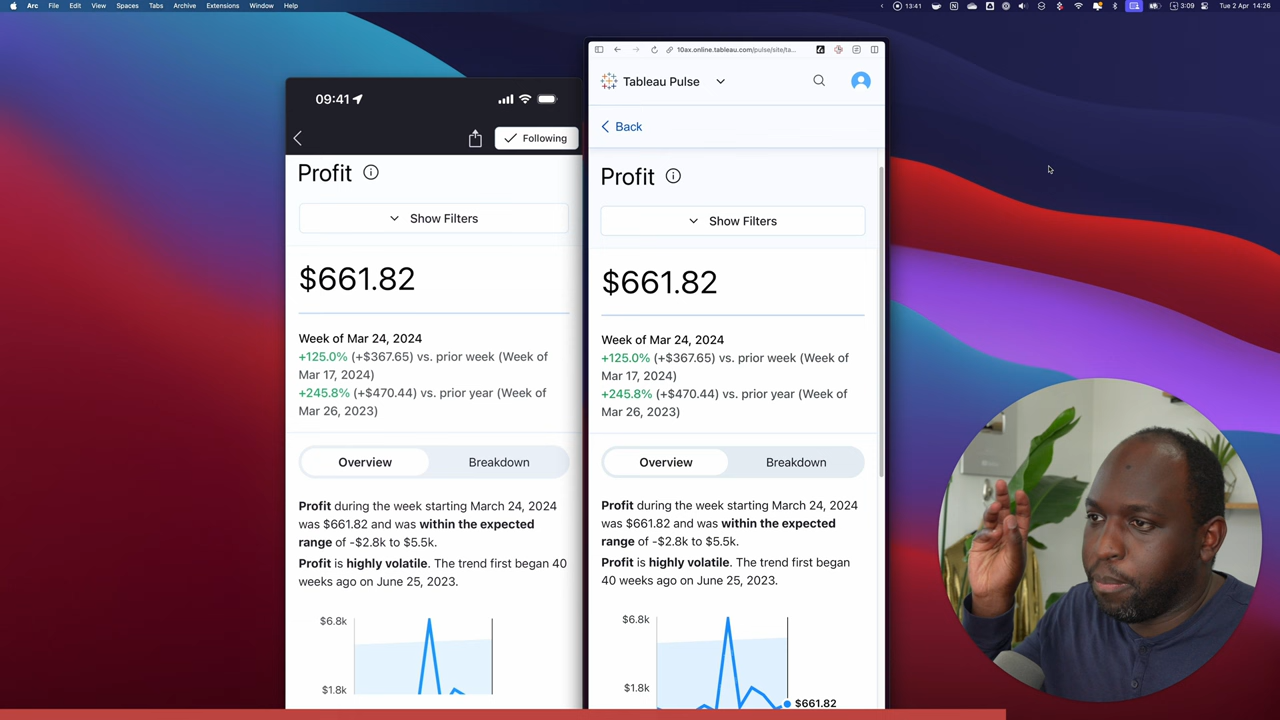 Arc File Edit View Spaces Tabs Archive Extensions Window Help
13:41
3:09
Tue 2 Apr 14:26
09:41
Following
Profit
Show Filters
$661.82
Week of Mar 24, 2024
+125.0% (+$367.65) vs. prior week (Week of
Mar 17, 2024)
+245.8% (+$470.44) vs. prior year (Week of
Mar 26, 2023)
Overview
Breakdown
Profit during the week starting March 24, 2024
was $661.82 and was within the expected
range of -$2.8k to $5.5k.
Profit is highly volatile. The trend first began 40
weeks ago on June 25, 2023.
$6.8k
$1.8k
10ax.online.tableau.com/pulse/site/ta...
Tableau Pulse
Back
Profit
Show Filters
$661.82
Week of Mar 24, 2024
+125.0% (+$367.65) vs. prior week (Week of
Mar 17, 2024)
+245.8% (+$470.44) vs. prior year (Week of
Mar 26, 2023)
Overview
Breakdown
Profit during the week starting March 24, 2024
was $661.82 and was within the expected
range of -$2.8k to $5.5k.
Profit is highly volatile. The trend first began
40 weeks ago on June 25, 2023.
$6.8k
$1.8k
$661.82